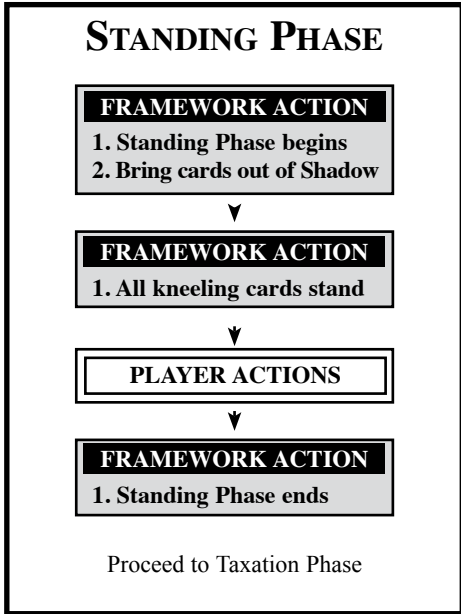 STANDING PHASE
FRAMEWORK ACTION
1. Standing Phase begins
2. Bring cards out of Shadow
FRAMEWORK ACTION
1. All kneeling cards stand
PLAYER ACTIONS
FRAMEWORK ACTION
1. Standing Phase ends
Proceed to Taxation Phase